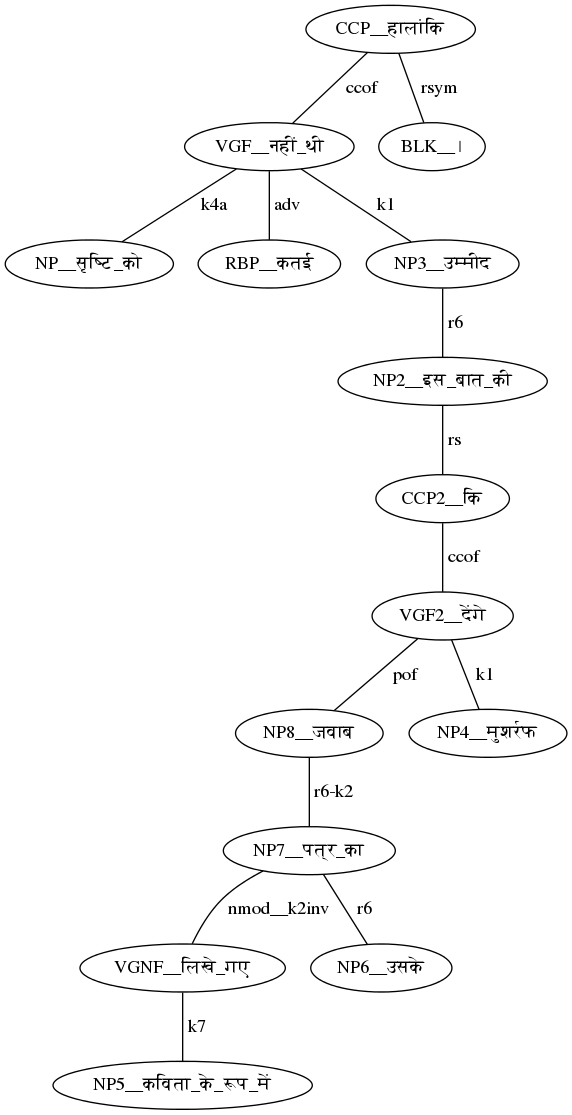 CCP__हालांकि
ccof
rsym
VGF__नहीं_थी
BLK__।
k4a
adv
k1
NP__सृष्टि_को
RBP__कतई
NP3__उम्मीद
r6
NP2__इस_बात_की
rs
CCP2__कि
ccof
VGF2__देंगे
pof
k1
NP8__जवाब
NP4__मुशर्रफ
r6-k2
NP7__पत्र_का
nmod__k2inv
r6
VGNF__लिखे_गए
NP6__उसके
k7
NP5__कविता_के_रूप_में